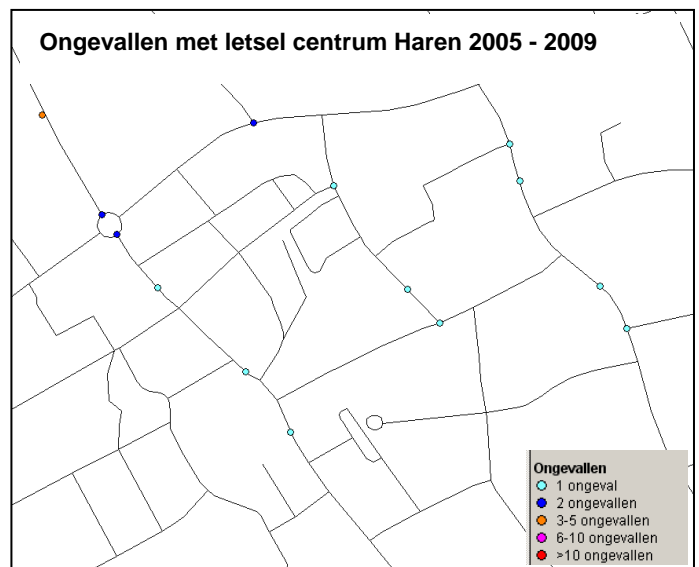 Ongevallen met letsel centrum Haren 2005 - 2009
Ongevallen
1 ongeval
2 ongevallen
3-5 ongevallen
6-10 ongevallen
>10 ongevallen